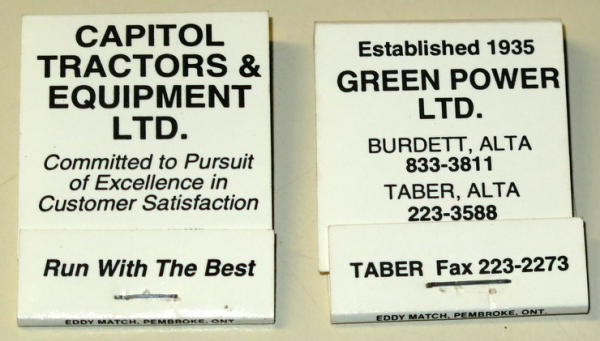 CAPITOL
TRACTORS &
EQUIPMENT
LTD.
Committed to Pursuit
of Excellence in
Customer Satisfaction
Run With The Best
EDDY MATCH, PEMBROKE, ONT
Established 1935
GREEN POWER
LTD.
BURDETT, ALTA
833-3811
TABER, ALTA
223-3588
TABER Fax 223-2273
EDDY MATCH, PEMBROKE, ONT.